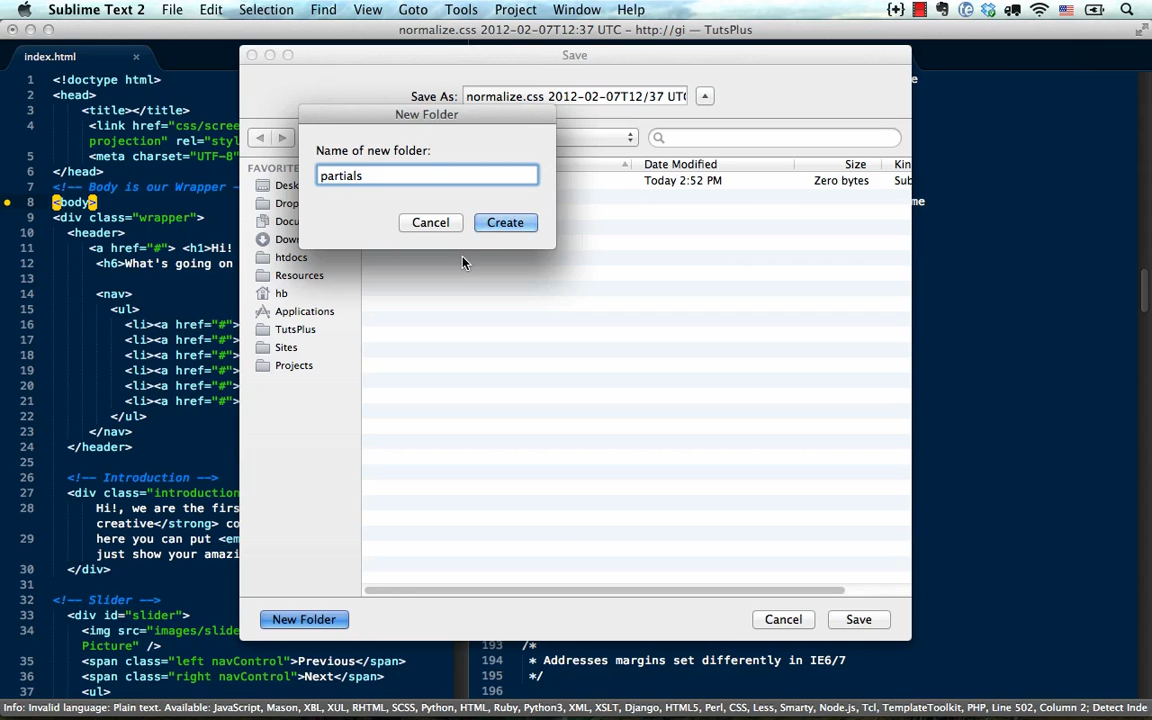 Sublime Text 2 File Edit Selection Find View Goto Tools Project Window Help
normalize.css 2012-02-07T12:37 UTC – http://gi — TutsPlus
index.html
Save
Save As: normalize.css 2012-02-07T12/37 UTC
New Folder
Name of new folder:
partials
Cancel Create
Date Modified Size Kin
Today 2:52 PM Zero bytes Sub
FAVORITE
Desk
Drop
Docu
Down
htdocs
Resources
hb
Applications
TutsPlus
Sites
Projects
New Folder Cancel Save
1 <!doctype html>
2 <head>
3 <title></title>
4 <link href="css/scree
projection" rel="styl
5 <meta charset="UTF-8"
6 </head>
7 <!-- Body is our Wrapper -
8 <body>
9 <div class="wrapper">
10 <header>
11 <a href="#"> <h1>Hi!
12 <h6>What's going on
13
14 <nav>
15 <ul>
16 <li><a href="#">
17 <li><a href="#">
18 <li><a href="#">
19 <li><a href="#">
20 <li><a href="#">
21 <li><a href="#">
22 </ul>
23 </nav>
24 </header>
25
26 <!-- Introduction -->
27 <div class="introduction
28 Hi!, we are the firs
creative</strong> co
29 here you can put <em
just show your amazi
30 </div>
31
32 <!-- Slider -->
33 <div id="slider">
34 <img src="images/slide
Picture" />
35 <span class="left navControl">Previous</span>
36 <span class="right navControl">Next</span>
37 <ul>
e
me
193 /*
194 * Addresses margins set differently in IE6/7
195 */
196
Info: Invalid language: Plain text. Available: JavaScript, Martin, XBL, XUL, RHTML, SCSS, Python, HTML, Ruby, Python3, XML, XSLT, Django, HTML5, Perl, CSS, Less, Smarty, Node.js, Tcl, TemplateToolkit, PHP, Line 502, Column 2; Detect Inde